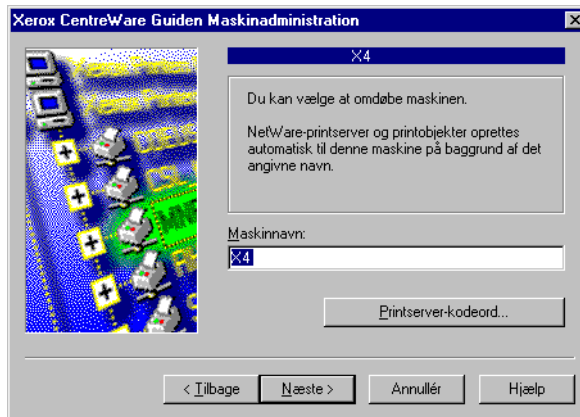 Xerox CentreWare Guiden Maskinadministration
X4
Du kan vælge at omdøbe maskinen.
NetWare-printserver og printobjekter oprettes
automatisk til denne maskine på baggrund af det
angivne navn.
Maskinnavn:
X4
Printserver-kodeord...
< Tilbage
Næste >
Annullér
Hjælp